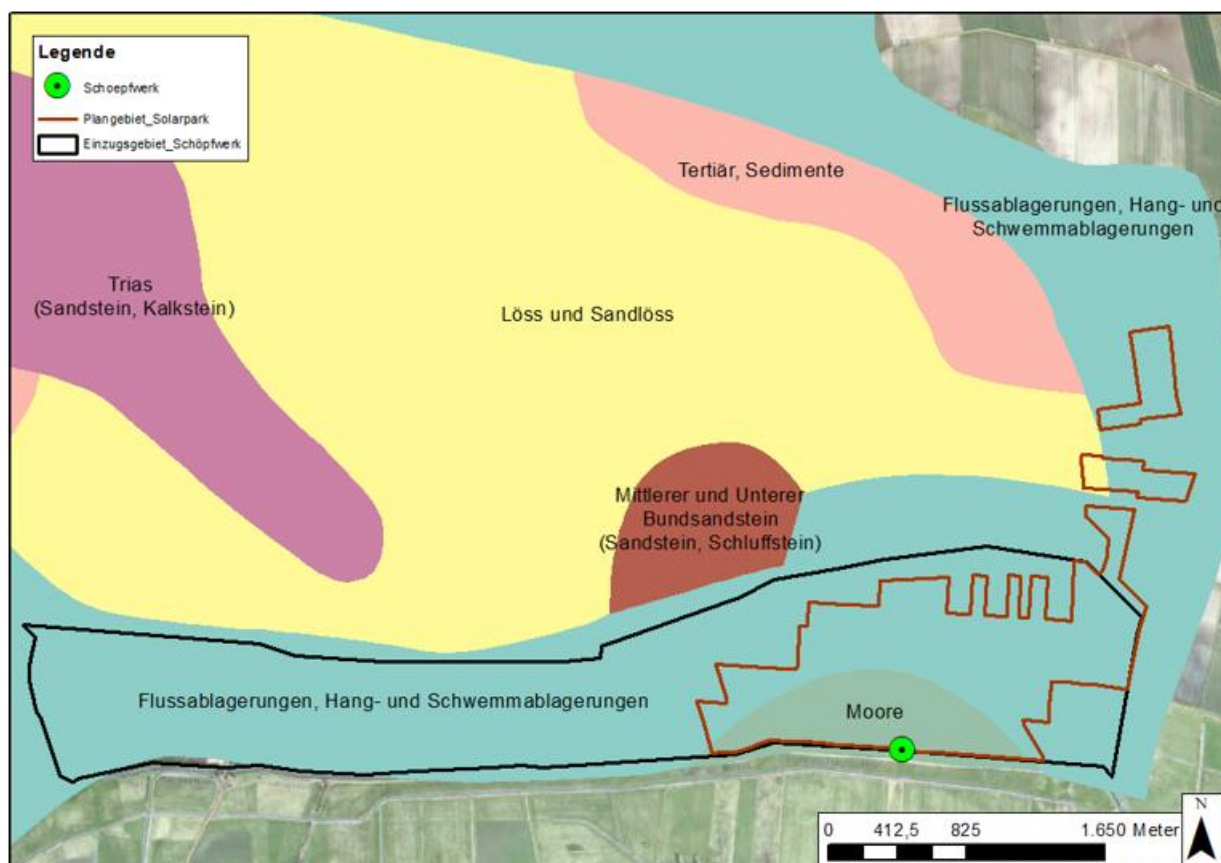 Legende
Schoepfwerk
Plangebiet_Solarpark
Einzugsgebiet_Schöpfwerk
Tertiär, Sedimente
Flussablagerungen, Hang- und
Schwemmablagerungen
Trias
(Sandstein, Kalkstein)
Löss und Sandlöss
Mittlerer und Unterer
Bundsandstein
(Sandstein, Schluffstein)
Flussablagerungen, Hang- und Schwemmablagerungen
Moore
0 412,5 825 1.650 Meter
N